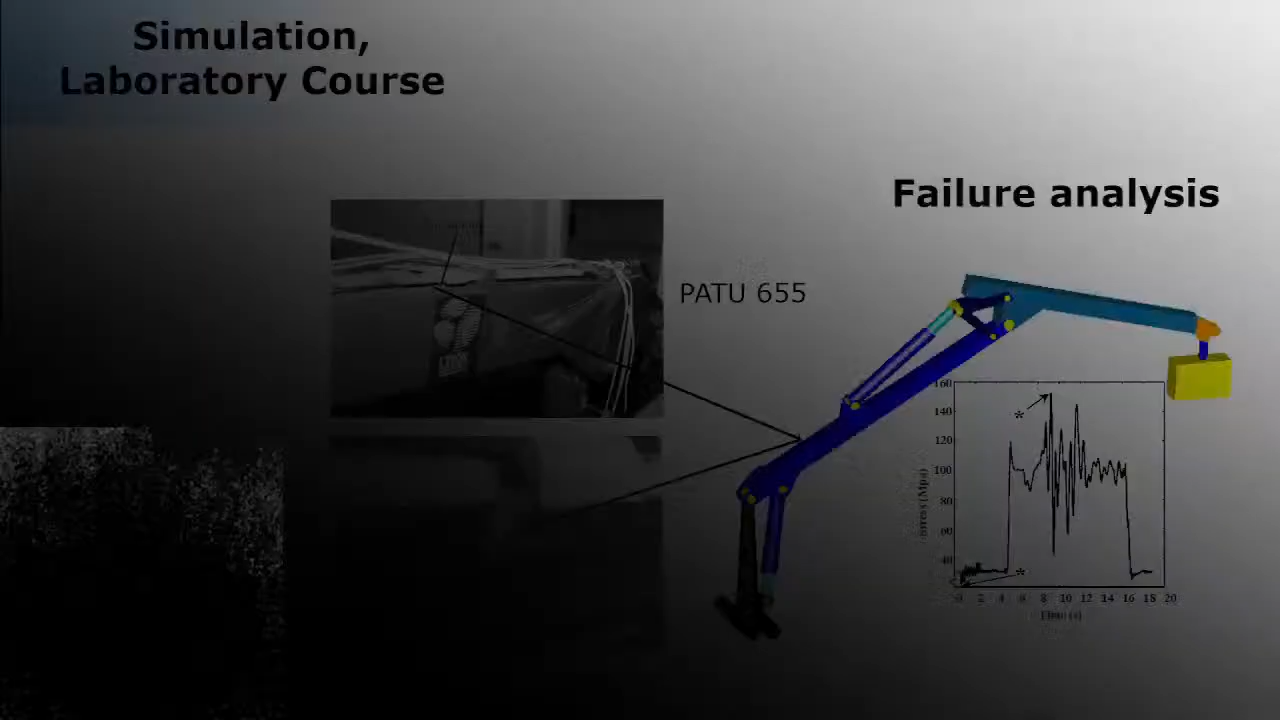 Simulation,
Laboratory Course
Failure analysis
PATU 655
160
140
120
100
80
60
40
0 2 4 6 8 10 12 14 16 18 20
*
*